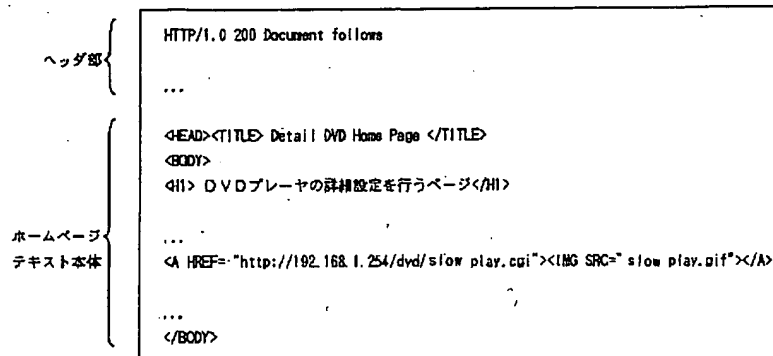 HTTP/1.0 200 Document follows
ヘッダ部
...
<HEAD><TITLE> Detail DVD Home Page </TITLE>
<BODY>
<H1> DVDプレーヤの詳細設定を行うページ</H1>
ホームページ
テキスト本体
...
<A HREF="http://192.168.1.254/dvd/slow play.cgi"><IMG SRC=" slow play.gif"></A>
...
</BODY>